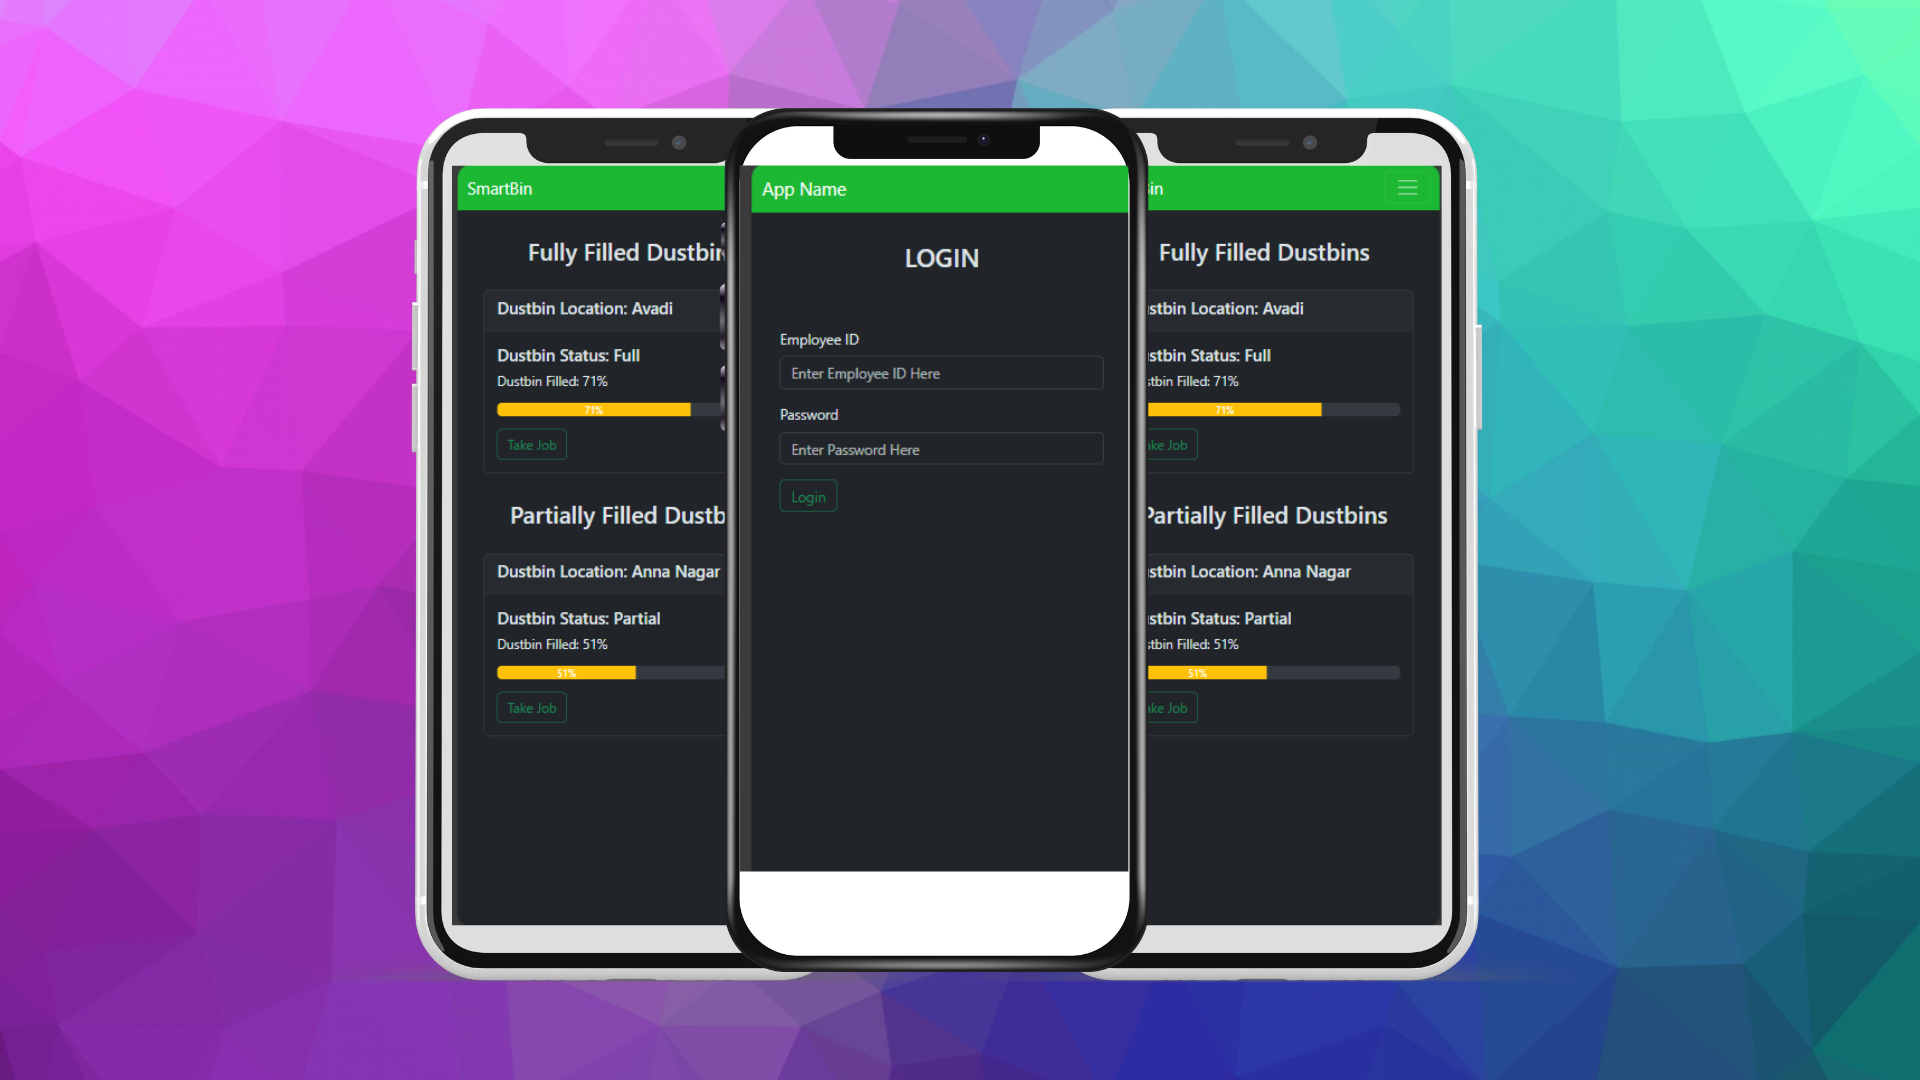 SmartBin
Fully Filled Dustbin
Dustbin Location: Avadi
Dustbin Status: Full
Dustbin Filled: 71%
71%
Take Job
Partially Filled Dustb
Dustbin Location: Anna Nagar
Dustbin Status: Partial
Dustbin Filled: 51%
51%
Take Job
App Name
LOGIN
Employee ID
Enter Employee ID Here
Password
Enter Password Here
Login
in
Fully Filled Dustbins
stbin Location: Avadi
stbin Status: Full
stbin Filled: 71%
71%
ke Job
Partially Filled Dustbins
stbin Location: Anna Nagar
stbin Status: Partial
stbin Filled: 51%
51%
ke Job